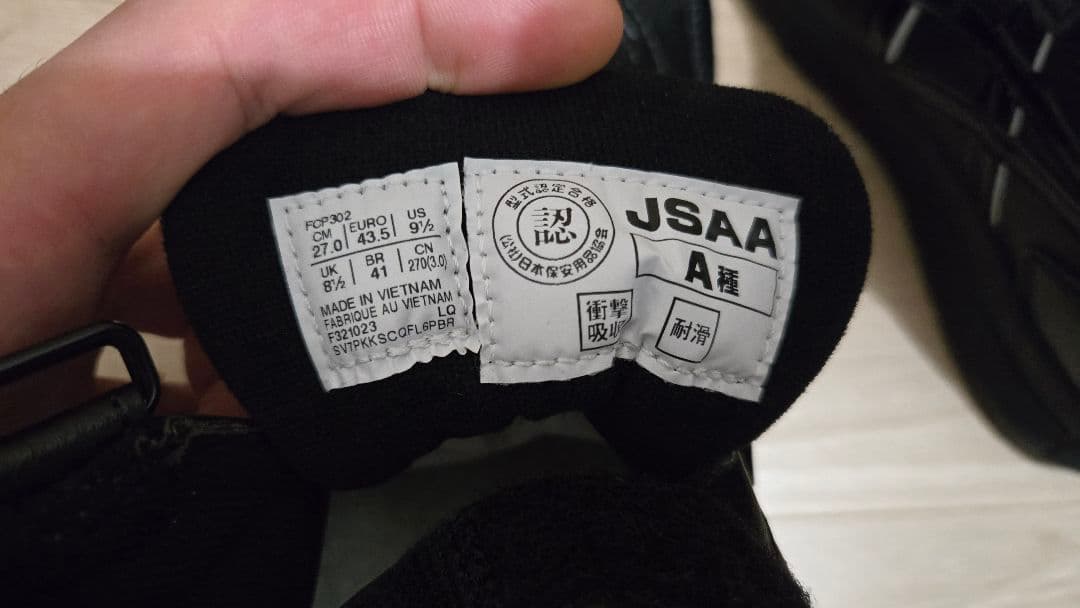 FCP302
CM EURO US
27.0 43.5 9½
UK BR CN
8½ 41 270(3.0)
MADE IN VIETNAM
FABRIQUE AU VIETNAM
F321023 LQ
SV7PKKSCQFL6PBR
型式認定合格
認
(公社)日本保安用品協会
JSAA
A種
衝撃
吸収
耐滑